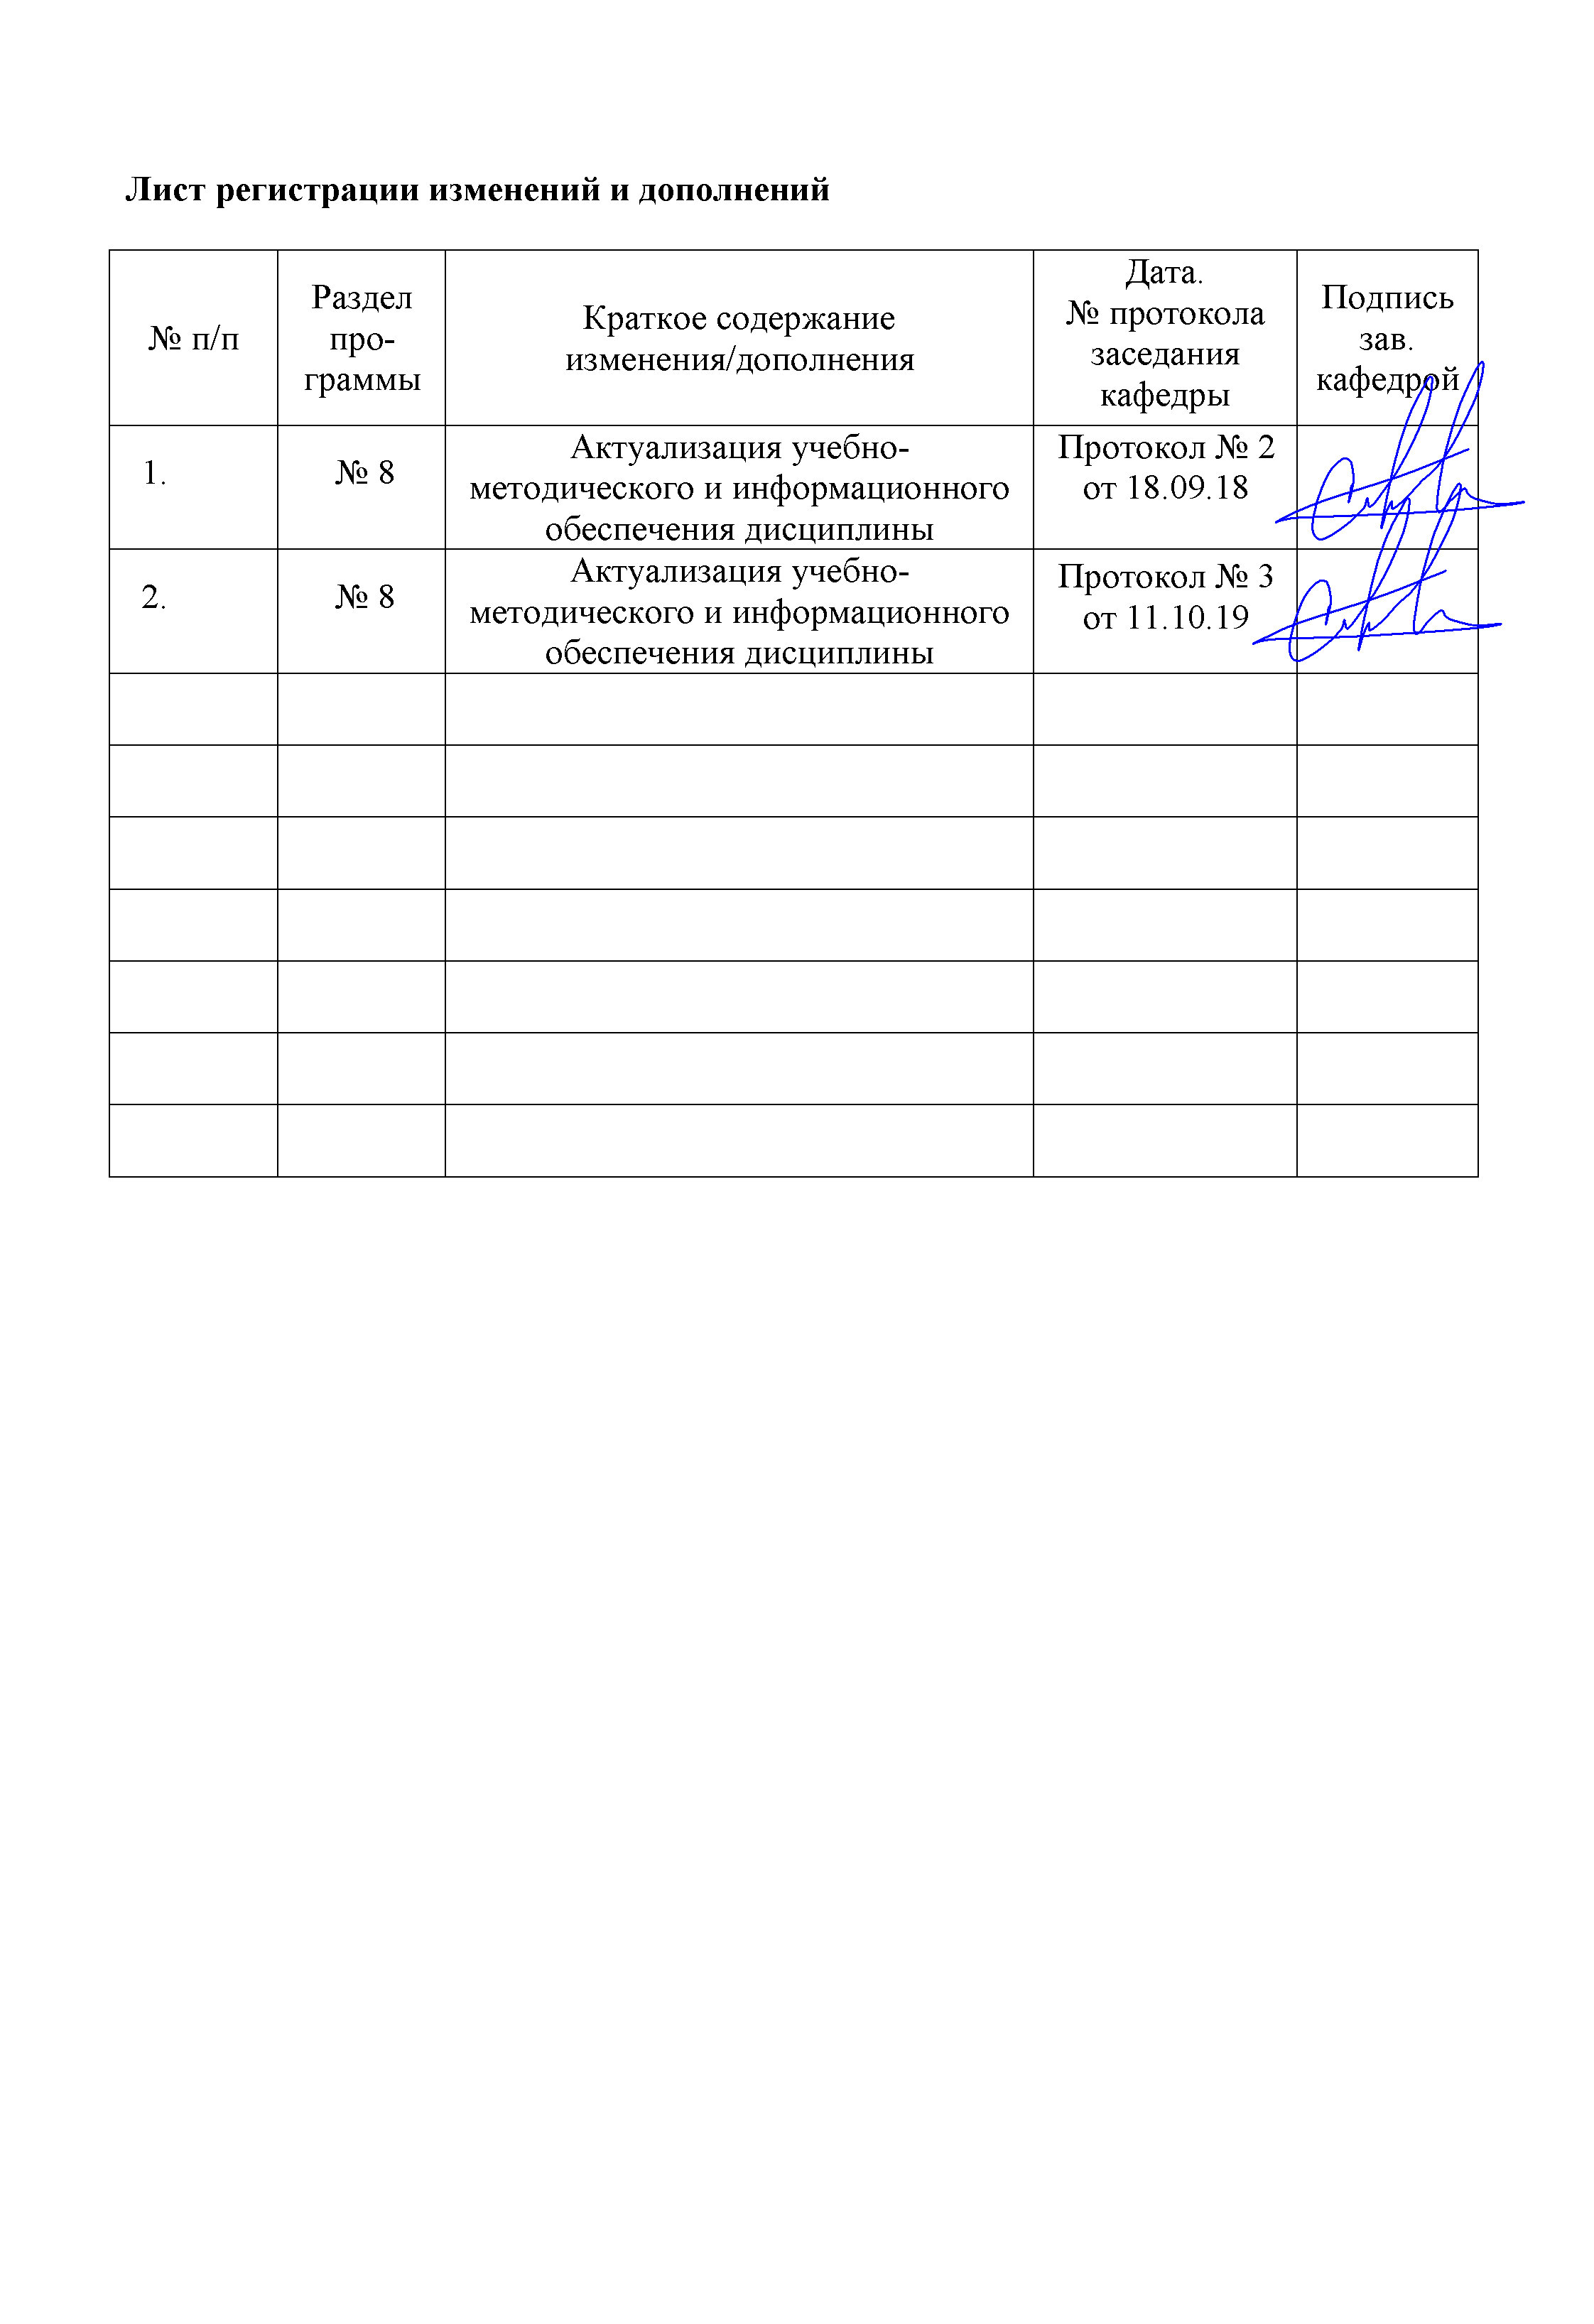 Лист регистрации изменений и дополнений
№ п/п
Раздел
про-
граммы
Краткое содержание
изменения/дополнения
Дата.
№ протокола
заседания
кафедры
Подпись
зав.
кафедрой
1.
№ 8
Актуализация учебно-
методического и информационного
обеспечения дисциплины
Протокол № 2
от 18.09.18
2.
№ 8
Актуализация учебно-
методического и информационного
обеспечения дисциплины
Протокол № 3
от 11.10.19